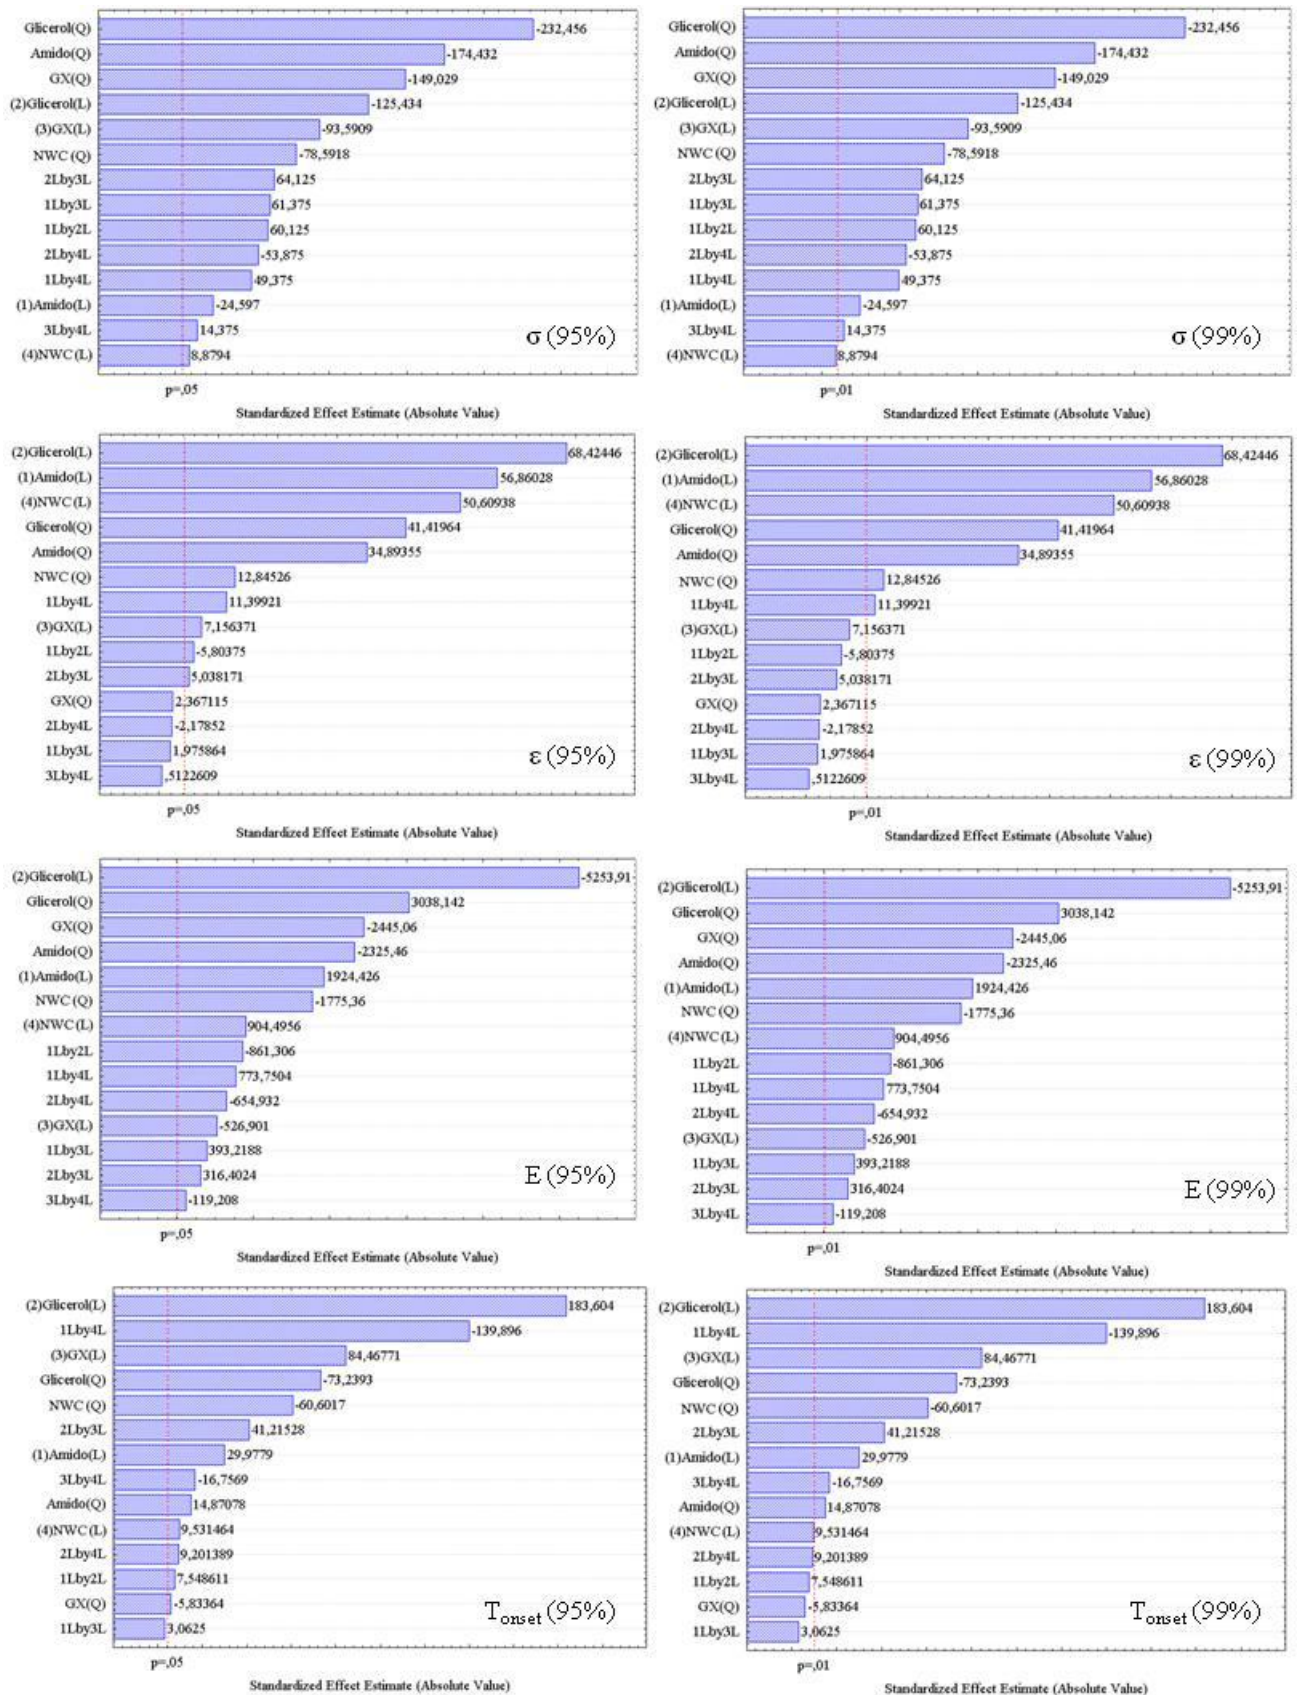 Glicerol(Q) -232,456
Amido(Q) -174,432
GX(Q) -149,029
(2)Glicerol(L) -125,434
(3)GX(L) -93,5909
NWC (Q) -78,5918
2Lby3L 64,125
1Lby3L 61,375
1Lby2L 60,125
2Lby4L -53,875
1Lby4L 49,375
(1)Amido(L) -24,597
3Lby4L 14,375
(4)NWC (L) 8,8794
σ (95%)
p=,05
Standardized Effect Estimate (Absolute Value)
Glicerol(Q) -232,456
Amido(Q) -174,432
GX(Q) -149,029
(2)Glicerol(L) -125,434
(3)GX(L) -93,5909
NWC (Q) -78,5918
2Lby3L 64,125
1Lby3L 61,375
1Lby2L 60,125
2Lby4L -53,875
1Lby4L 49,375
(1)Amido(L) -24,597
3Lby4L 14,375
(4)NWC (L) 8,8794
σ (99%)
p=,01
Standardized Effect Estimate (Absolute Value)
(2)Glicerol(L) 68,42446
(1)Amido(L) 56,86028
(4)NWC (L) 50,60938
Glicerol(Q) 41,41964
Amido(Q) 34,89355
NWC (Q) 12,84526
1Lby4L 11,39921
(3)GX(L) 7,156371
1Lby2L -5,80375
2Lby3L 5,038171
GX(Q) 2,367115
2Lby4L -2,17852
1Lby3L 1,975864
3Lby4L ,5122609
ε (95%)
p=,05
Standardized Effect Estimate (Absolute Value)
(2)Glicerol(L) 68,42446
(1)Amido(L) 56,86028
(4)NWC (L) 50,60938
Glicerol(Q) 41,41964
Amido(Q) 34,89355
NWC (Q) 12,84526
1Lby4L 11,39921
(3)GX(L) 7,156371
1Lby2L -5,80375
2Lby3L 5,038171
GX(Q) 2,367115
2Lby4L -2,17852
1Lby3L 1,975864
3Lby4L ,5122609
ε (99%)
p=,01
Standardized Effect Estimate (Absolute Value)
(2)Glicerol(L) -5253,91
Glicerol(Q) 3038,142
GX(Q) -2445,06
Amido(Q) -2325,46
(1)Amido(L) 1924,426
NWC (Q) -1775,36
(4)NWC (L) 904,4956
1Lby2L -861,306
1Lby4L 773,7504
2Lby4L -654,932
(3)GX(L) -526,901
1Lby3L 393,2188
2Lby3L 316,4024
3Lby4L -119,208
E (95%)
p=,05
Standardized Effect Estimate (Absolute Value)
(2)Glicerol(L) -5253,91
Glicerol(Q) 3038,142
GX(Q) -2445,06
Amido(Q) -2325,46
(1)Amido(L) 1924,426
NWC (Q) -1775,36
(4)NWC (L) 904,4956
1Lby2L -861,306
1Lby4L 773,7504
2Lby4L -654,932
(3)GX(L) -526,901
1Lby3L 393,2188
2Lby3L 316,4024
3Lby4L -119,208
E (99%)
p=,01
Standardized Effect Estimate (Absolute Value)
(2)Glicerol(L) 183,604
1Lby4L -139,896
(3)GX(L) 84,46771
Glicerol(Q) -73,2393
NWC (Q) -60,6017
2Lby3L 41,21528
(1)Amido(L) 29,9779
3Lby4L -16,7569
Amido(Q) 14,87078
(4)NWC (L) 9,531464
2Lby4L 9,201389
1Lby2L 7,548611
GX(Q) -5,83364
1Lby3L 3,0625
Tonset (95%)
p=,05
Standardized Effect Estimate (Absolute Value)
(2)Glicerol(L) 183,604
1Lby4L -139,896
(3)GX(L) 84,46771
Glicerol(Q) -73,2393
NWC (Q) -60,6017
2Lby3L 41,21528
(1)Amido(L) 29,9779
3Lby4L -16,7569
Amido(Q) 14,87078
(4)NWC (L) 9,531464
2Lby4L 9,201389
1Lby2L 7,548611
GX(Q) -5,83364
1Lby3L 3,0625
Tonset (99%)
p=,01
Standardized Effect Estimate (Absolute Value)